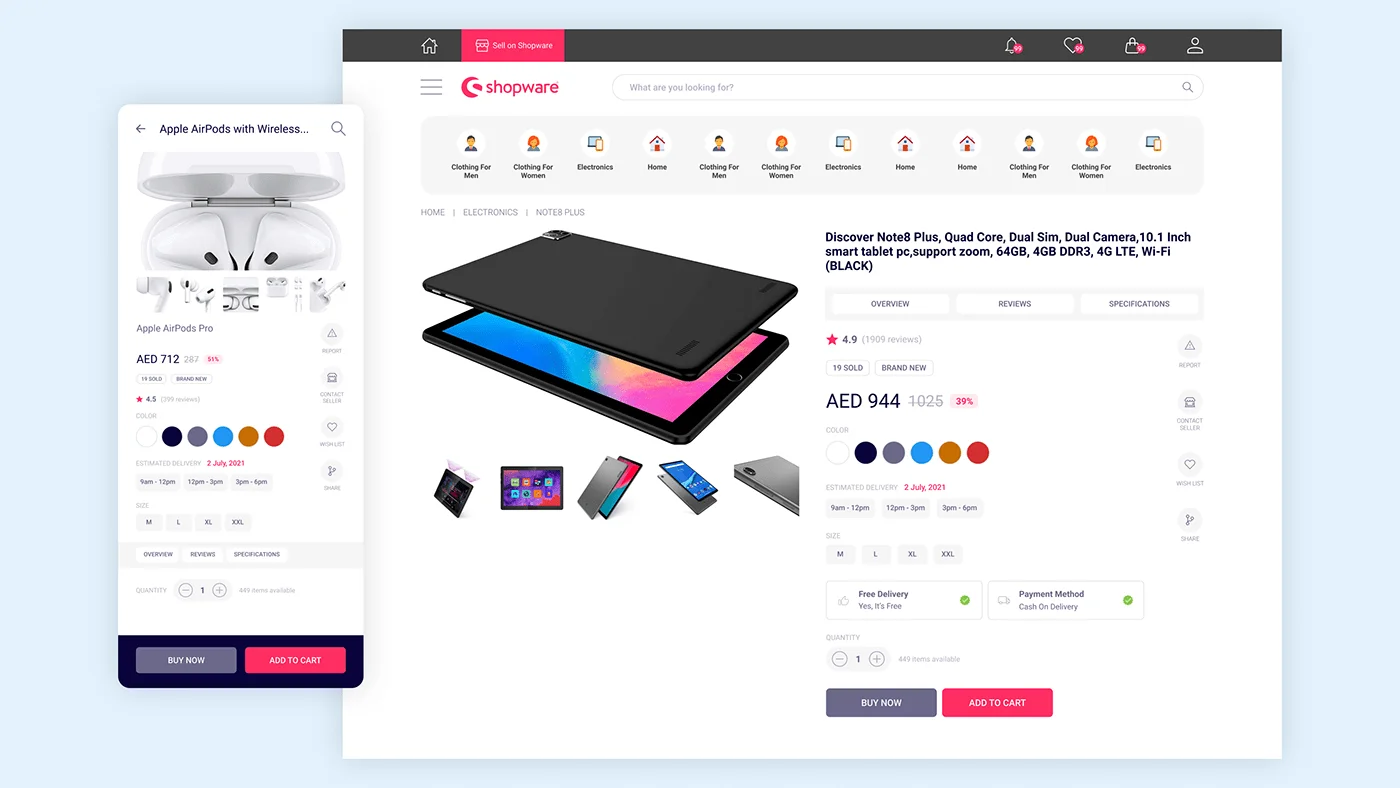 Apple AirPods with Wireless...
Apple AirPods Pro
AED 712 287 51%
19 SOLD BRAND NEW
4.5 (399 reviews)
COLOR
ESTIMATED DELIVERY 2 July, 2021
9am - 12pm 12pm - 3pm 3pm - 6pm
SIZE
M L XL XXL
REPORT
CONTACT
SELLER
WISH LIST
SHARE
OVERVIEW REVIEWS SPECIFICATIONS
QUANTITY 1 449 items available
BUY NOW ADD TO CART
Sell on Shopware
99 99 99
shopware
What are you looking for?
Clothing For
Men
Clothing For
Women
Electronics
Home
Clothing For
Men
Clothing For
Women
Electronics
Home
Home
Clothing For
Men
Clothing For
Women
Electronics
HOME | ELECTRONICS | NOTE8 PLUS
Discover Note8 Plus, Quad Core, Dual Sim, Dual Camera,10.1 Inch
smart tablet pc,support zoom, 64GB, 4GB DDR3, 4G LTE, Wi-Fi
(BLACK)
OVERVIEW REVIEWS SPECIFICATIONS
4.9 (1909 reviews)
19 SOLD BRAND NEW
AED 944 1025 39%
COLOR
ESTIMATED DELIVERY 2 July, 2021
9am - 12pm 12pm - 3pm 3pm - 6pm
SIZE
M L XL XXL
REPORT
CONTACT
SELLER
WISH LIST
SHARE
Free Delivery
Yes, It's Free
Payment Method
Cash On Delivery
QUANTITY
1 449 items available
BUY NOW ADD TO CART